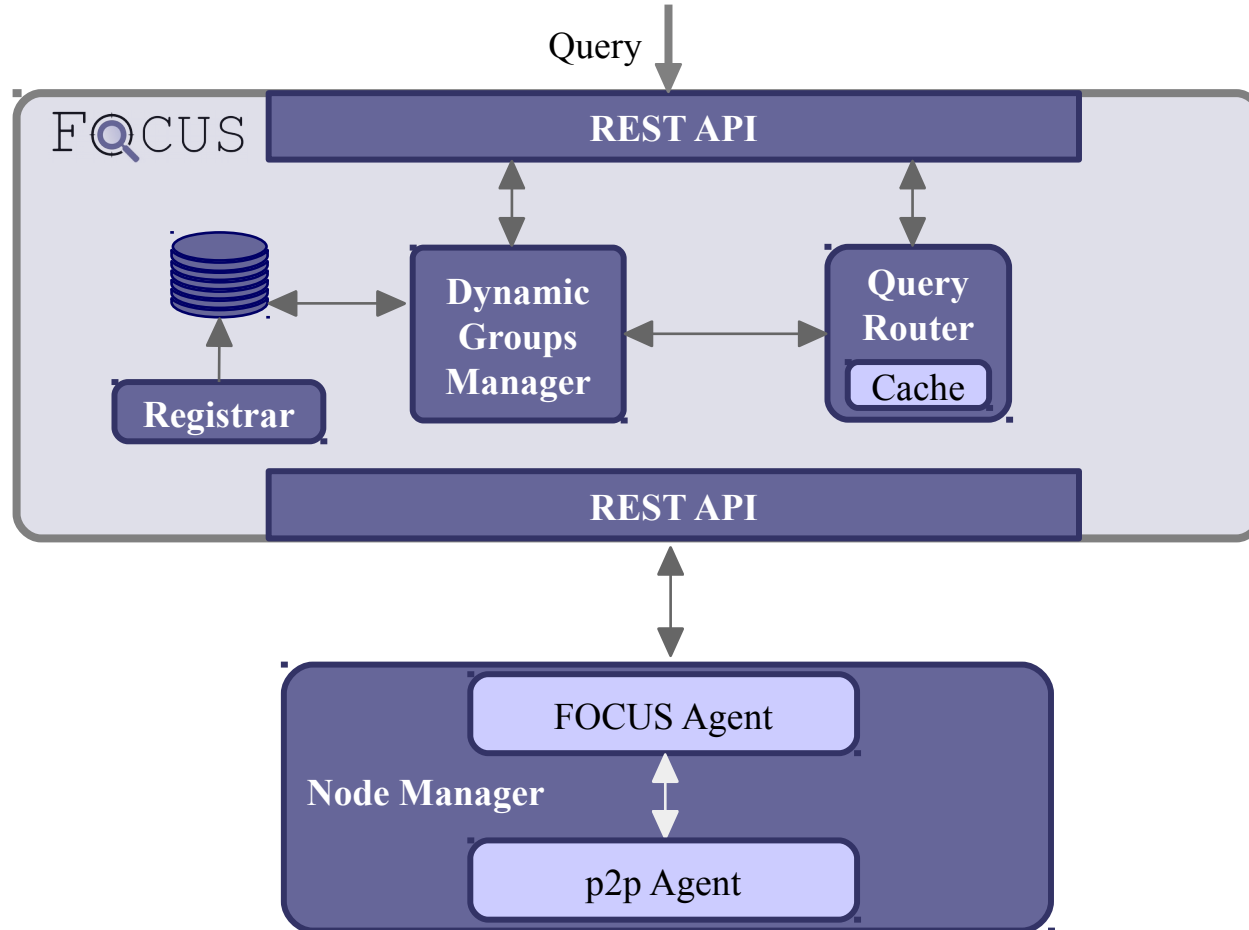 Query
FOCUS
REST API
Dynamic
Groups
Manager
Query
Router
Cache
Registrar
REST API
FOCUS Agent
Node Manager
p2p Agent